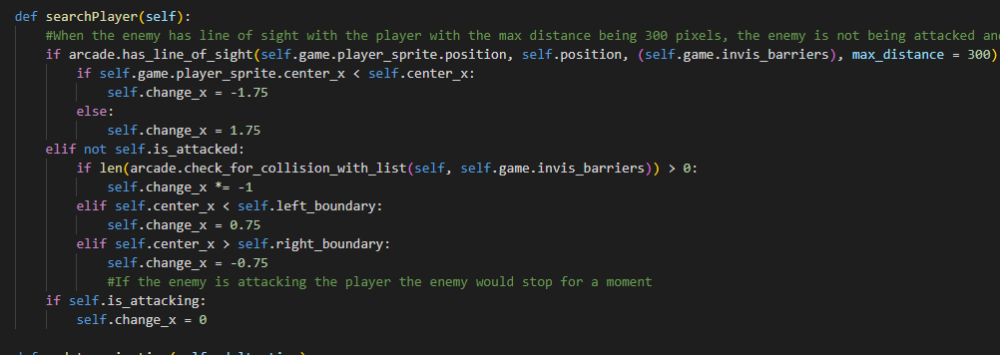 def searchPlayer(self):
#When the enemy has line of sight with the player with the max distance being 300 pixels, the enemy is not being attacked and
if arcade.has_line_of_sight(self.game.player_sprite.position, self.position, (self.game.invis_barriers), max_distance = 300)
if self.game.player_sprite.center_x < self.center_x:
self.change_x = -1.75
else:
self.change_x = 1.75
elif not self.is_attacked:
if len(arcade.check_for_collision_with_list(self, self.game.invis_barriers)) > 0:
self.change_x *= -1
elif self.center_x < self.left_boundary:
self.change_x = 0.75
elif self.center_x > self.right_boundary:
self.change_x = -0.75
#If the enemy is attacking the player the enemy would stop for a moment
if self.is_attacking:
self.change_x = 0